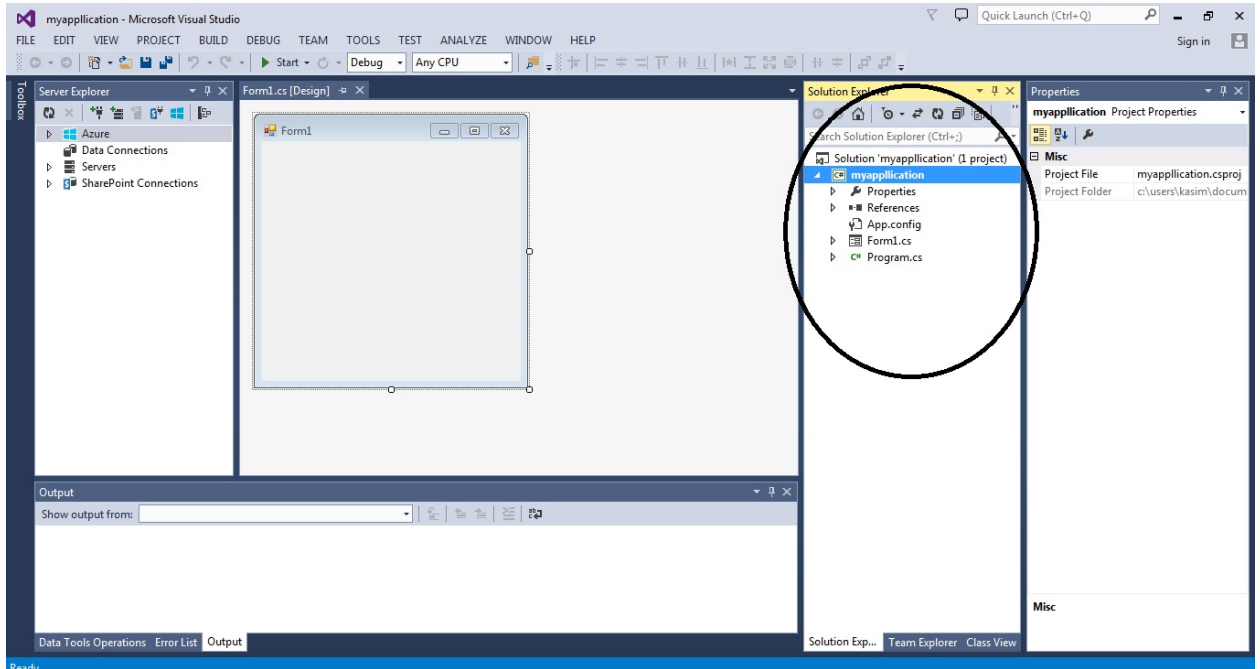 myappllication - Microsoft Visual Studio
Quick Launch (Ctrl+Q)
FILE EDIT VIEW PROJECT BUILD DEBUG TEAM TOOLS TEST ANALYZE WINDOW HELP
Sign in
Start Debug Any CPU
Toolbox
Server Explorer
Azure
Data Connections
Servers
SharePoint Connections
Form1.cs [Design]
Form1
Solution Explorer
Search Solution Explorer (Ctrl+;)
Solution 'myappllication' (1 project)
myappllication
Properties
References
App.config
Form1.cs
C# Program.cs
Properties
myappllication Project Properties
Misc
Project File myappllication.csproj
Project Folder c:\users\kasim\docum
Misc
Output
Show output from:
Data Tools Operations Error List Output
Solution Exp... Team Explorer Class View
Ready